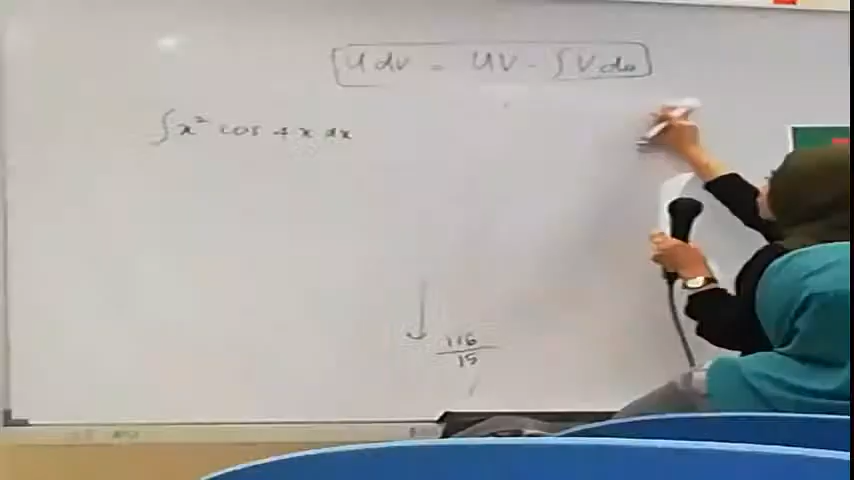 ∫u dv = uv - ∫v du
∫x² cos 4x dx
↓
116
15